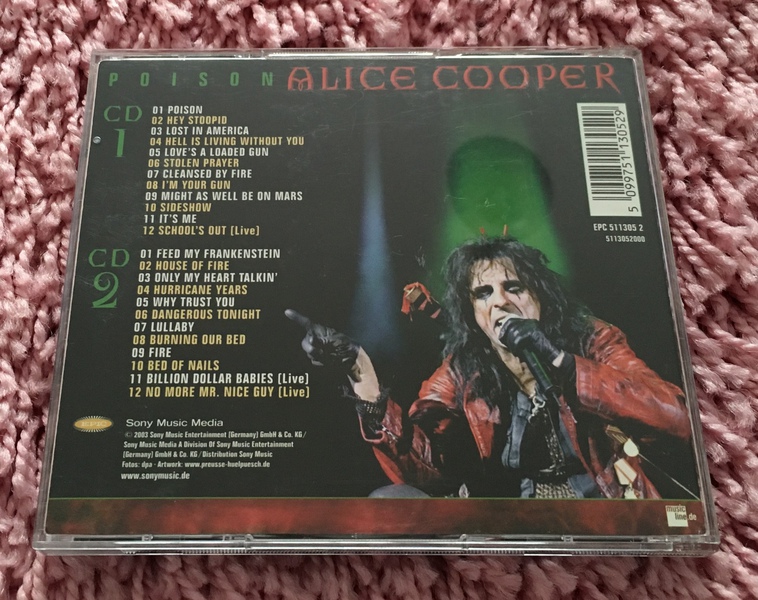 POISON ALICE COOPER
CD 1
01 POISON
02 HEY STOOPID
03 LOST IN AMERICA
04 HELL IS LIVING WITHOUT YOU
05 LOVE'S A LOADED GUN
06 STOLEN PRAYER
07 CLEANSED BY FIRE
08 I'M YOUR GUN
09 MIGHT AS WELL BE ON MARS
10 SIDESHOW
11 IT'S ME
12 SCHOOL'S OUT [Live]
CD 2
01 FEED MY FRANKENSTEIN
02 HOUSE OF FIRE
03 ONLY MY HEART TALKIN'
04 HURRICANE YEARS
05 WHY TRUST YOU
06 DANGEROUS TONIGHT
07 LULLABY
08 BURNING OUR BED
09 FIRE
10 BED OF NAILS
11 BILLION DOLLAR BABIES [Live]
12 NO MORE MR. NICE GUY [Live]
5 099751 130529
EPC 511305 2
5113052000
EPIC
Sony Music Media
© 2003 Sony Music Entertainment [Germany] GmbH & Co. KG /
Sony Music Media A Division Of Sony Music Entertainment
[Germany] GmbH & Co. KG / Distribution Sony Music
Fotos: dpa · Artwork: www.preusse-huelpuesch.de
www.sonymusic.de
music
line.de